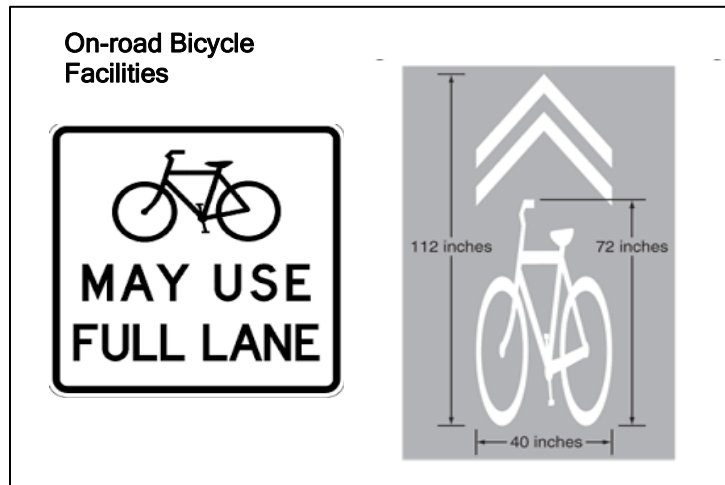 On-road Bicycle
Facilities
MAY USE
FULL LANE
112 inches
72 inches
40 inches